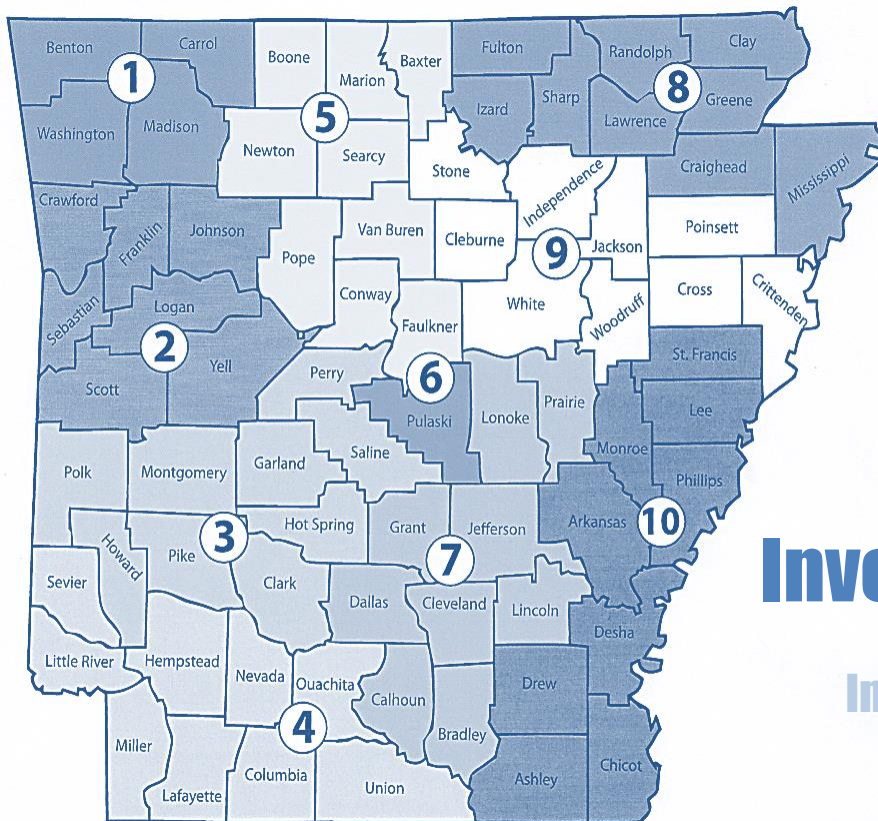 Benton
Carrol
Boone
Marion
Baxter
Fulton
Randolph
Clay
1
5
8
Izard
Sharp
Lawrence
Greene
Washington
Madison
Newton
Searcy
Stone
Independence
Craighead
Mississippi
Crawford
Franklin
Johnson
Pope
Van Buren
Cleburne
9
Jackson
Poinsett
Sebastian
Logan
Conway
Faulkner
White
Woodruff
Cross
Crittenden
2
Scott
Yell
Perry
6
Pulaski
Lonoke
Prairie
St. Francis
Lee
Monroe
Phillips
Polk
Montgomery
Garland
Saline
Hot Spring
Grant
Jefferson
Arkansas
10
3
7
Howard
Pike
Sevier
Clark
Dallas
Cleveland
Lincoln
Desha
Inve
Little River
Hempstead
Nevada
Ouachita
Calhoun
Bradley
Drew
In
4
Miller
Lafayette
Columbia
Union
Ashley
Chicot